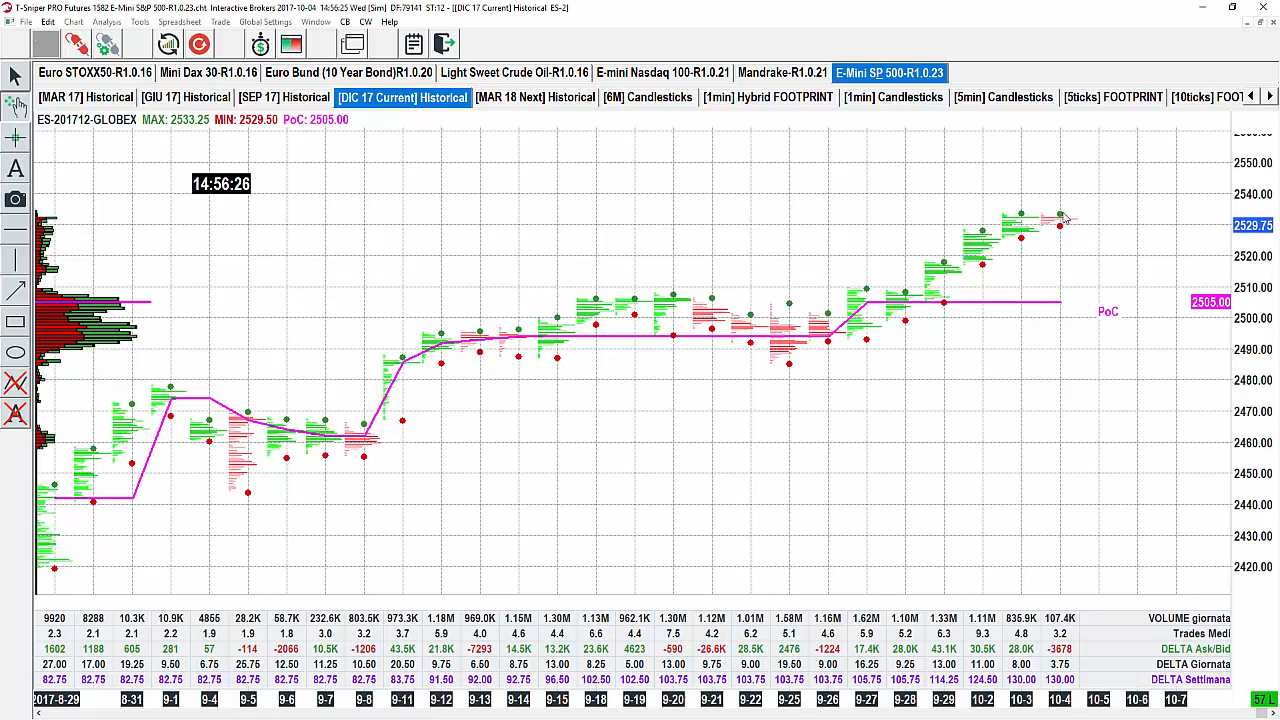 T-Sniper PRO Futures 1582 E-Mini S&P 500-R1.0.23.cht Interactive Brokers 2017-10-04 14:56:25 Wed [Sim] DF:79141 ST:12 - [[DIC 17 Current] Historical ES-2]
File Edit Chart Analysis Tools Spreadsheet Trade Global Settings Window CB CW Help
Euro STOXX50-R1.0.16 Mini Dax 30-R1.0.16 Euro Bund (10 Year Bond)R1.0.20 Light Sweet Crude Oil-R1.0.16 E-mini Nasdaq 100-R1.0.21 Mandrake-R1.0.21 E-Mini SP 500-R1.0.23
[MAR 17] Historical [GIU 17] Historical [SEP 17] Historical [DIC 17 Current] Historical [MAR 18 Next] Historical [6M] Candlesticks [1min] Hybrid FOOTPRINT [1min] Candlesticks [5min] Candlesticks [5ticks] FOOTPRINT [10ticks] FOOT
ES-201712-GLOBEX MAX: 2533.25 MIN: 2529.50 PoC: 2505.00
2550.00
14:56:26
2540.00
2529.75
2520.00
2510.00
2505.00
PoC
2500.00
2490.00
2480.00
2470.00
2460.00
2450.00
2440.00
2430.00
2420.00
9920 8288 10.3K 10.9K 4855 28.2K 58.7K 232.6K 803.5K 973.3K 1.18M 969.0K 1.15M 1.30M 1.13M 962.1K 1.30M 1.12M 1.01M 1.58M 1.16M 1.62M 1.10M 1.33M 1.11M 835.9K 107.4K VOLUME giornata
2.3 2.1 2.1 2.2 1.9 1.9 1.8 3.0 3.2 3.7 5.9 4.0 4.6 4.4 6.6 4.4 7.5 4.2 6.2 5.1 4.6 5.9 5.2 6.3 9.3 4.8 3.2 Trades Medi
1602 1188 605 281 57 -114 -2066 10.5K -1206 43.5K 21.8K -7293 14.5K 13.2K 23.6K 4623 -590 -26.6K 28.5K 2476 -1224 17.4K 28.0K 43.1K 30.5K 28.0K -3678 DELTA Ask/Bid
27.00 17.00 19.25 9.50 6.75 25.75 12.50 11.25 10.50 20.50 9.75 6.50 8.75 13.00 8.25 5.00 13.00 9.75 9.00 19.50 9.00 16.25 9.25 13.00 11.00 8.00 3.75 DELTA Giornata
82.75 82.75 82.75 82.75 82.75 82.75 82.75 82.75 82.75 83.75 91.50 92.00 92.75 96.50 102.50 102.50 103.75 103.75 103.75 103.75 103.75 105.75 105.75 114.25 124.50 130.00 130.00 DELTA Settimana
2017-8-29 8-31 9-1 9-4 9-5 9-6 9-7 9-8 9-11 9-12 9-13 9-14 9-15 9-18 9-19 9-20 9-21 9-22 9-25 9-26 9-27 9-28 9-29 10-2 10-3 10-4 10-5 10-6 10-7 57 L